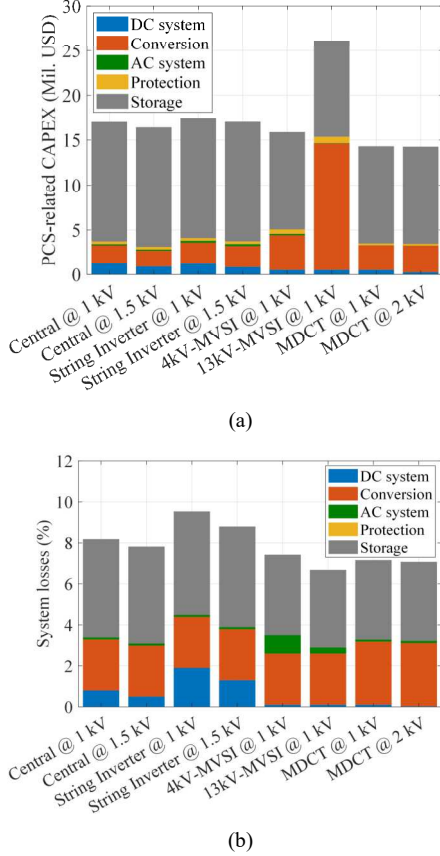 30
25
20
15
10
5
0
PCS-related CAPEX (Mil. USD)
DC system
Conversion
AC system
Protection
Storage
Central @ 1 kV
Central @ 1.5 kV
String Inverter @ 1 kV
String Inverter @ 1.5 kV
4kV-MVSI @ 1 kV
13kV-MVSI @ 1 kV
MDCT @ 1 kV
MDCT @ 2 kV
(a)
12
10
8
6
4
2
0
System losses (%)
DC system
Conversion
AC system
Protection
Storage
Central @ 1 kV
Central @ 1.5 kV
String Inverter @ 1 kV
String Inverter @ 1.5 kV
4kV-MVSI @ 1 kV
13kV-MVSI @ 1 kV
MDCT @ 1 kV
MDCT @ 2 kV
(b)